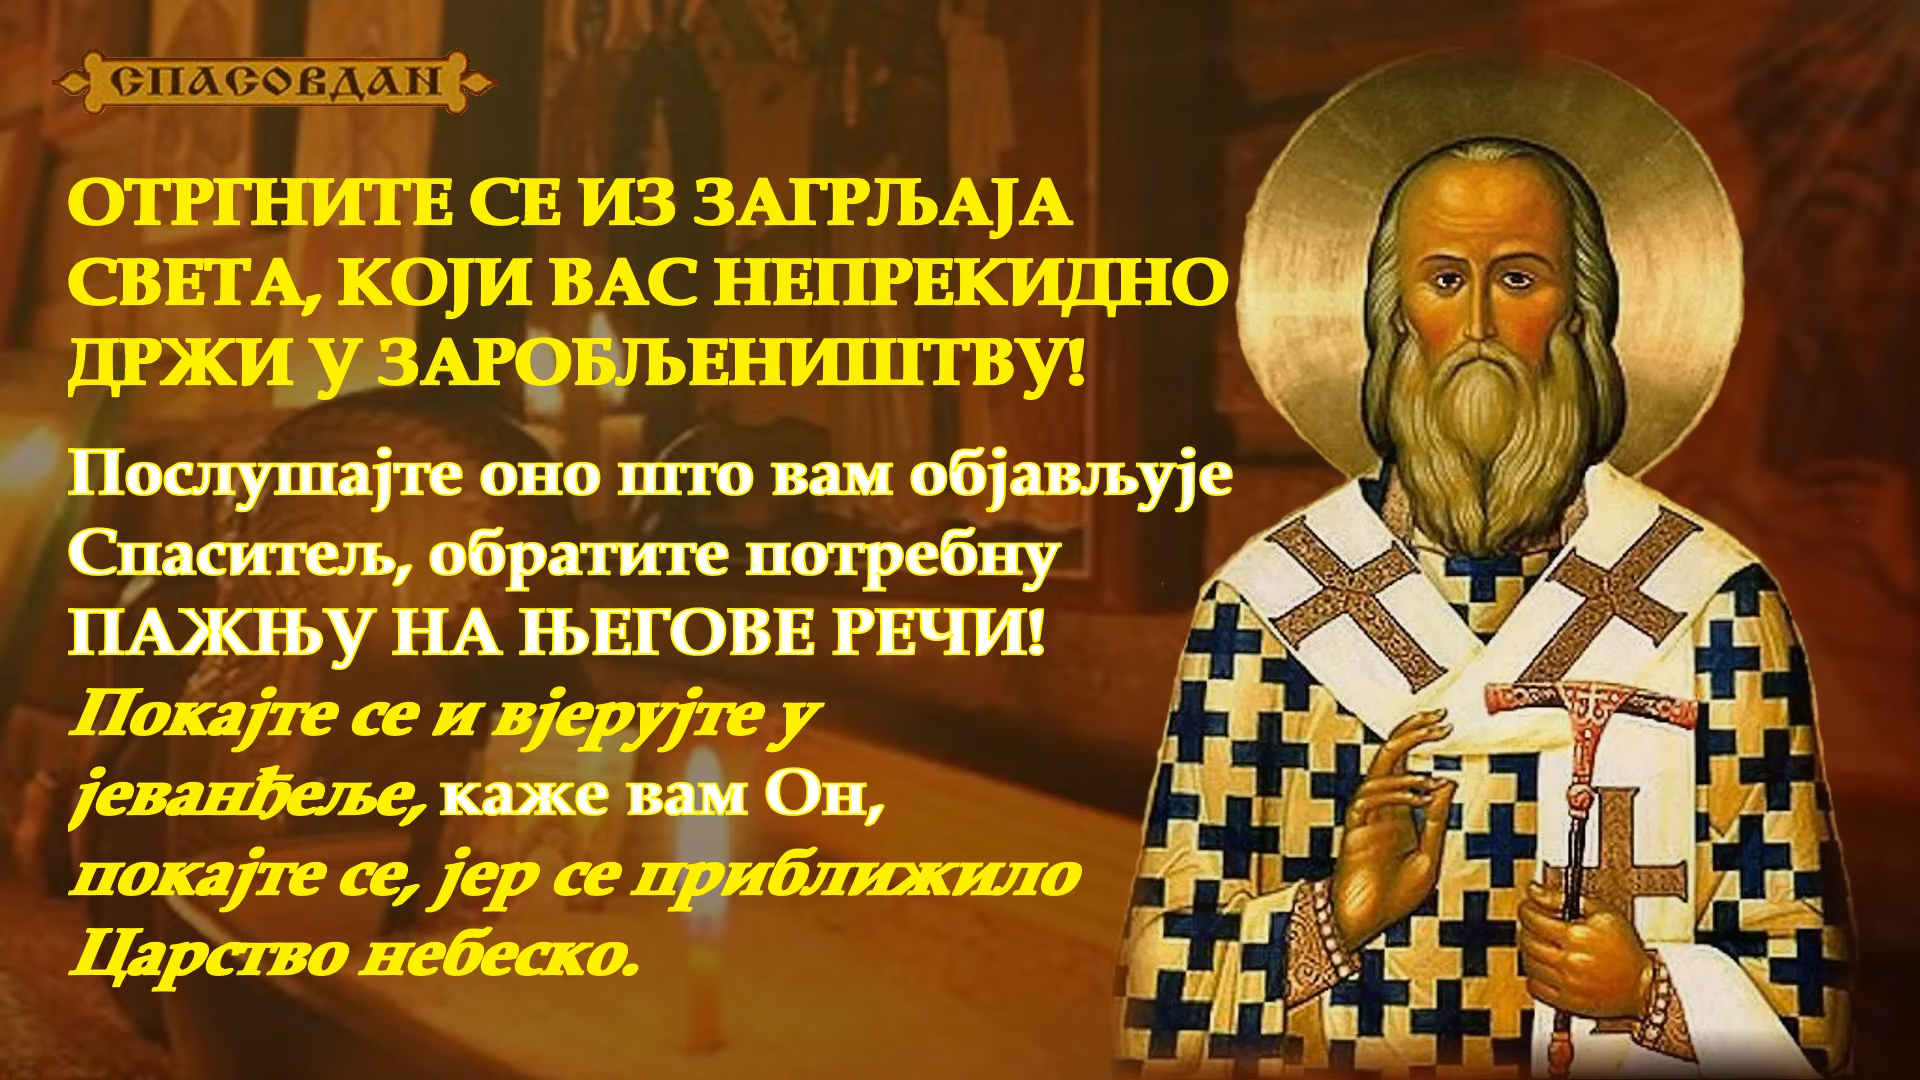 СПАСОВДАН
ОТРГНИТЕ СЕ ИЗ ЗАГРЉАЈА
СВЕТА, КОЈИ ВАС НЕПРЕКИДНО
ДРЖИ У ЗАРОБЉЕНИШТВУ!
Послушајте оно што вам објављује
Спаситељ, обратите потребну
ПАЖЊУ НА ЊЕГОВЕ РЕЧИ!
Покајте се и вјерујте у
јеванђеље, каже вам Он,
покајте се, јер се приближило
Царство небеско.